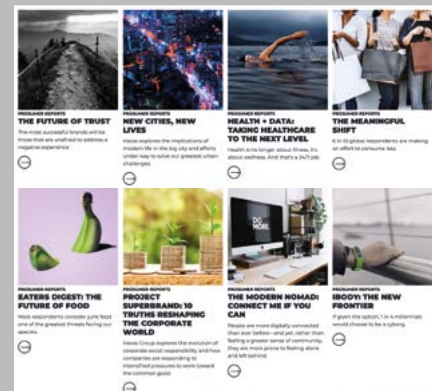 PROSUMER REPORTS
THE FUTURE OF TRUST
The most successful brands will be
those that are unafraid to address a
negative experience.
PROSUMER REPORTS
NEW CITIES, NEW
LIVES
Havas explores the implications of
modern life in the big city and efforts
under way to solve our greatest urban
challenges.
PROSUMER REPORTS
HEALTH + DATA:
TAKING HEALTHCARE
TO THE NEXT LEVEL
Health is no longer about illness, it's
about wellness. And that's a 24/7 job.
PROSUMER REPORTS
THE MEANINGFUL
SHIFT
6 in 10 global respondents are making
an effort to consume less.
PROSUMER REPORTS
EATERS DIGEST: THE
FUTURE OF FOOD
Most respondents consider junk food
one of the greatest threats facing our
species.
PROSUMER REPORTS
PROJECT
SUPERBRAND: 10
TRUTHS RESHAPING
THE CORPORATE
WORLD
Havas Group explores the evolution of
corporate social responsibility and how
companies are responding to
intensified pressures to work toward
the common good.
DO
MORE.
PROSUMER REPORTS
THE MODERN NOMAD:
CONNECT ME IF YOU
CAN
People are more digitally connected
than ever before—and yet, rather than
feeling a greater sense of community,
they are more prone to feeling alone
and left behind.
PROSUMER REPORTS
IBODY: THE NEW
FRONTIER
If given the option, 1 in 4 millennials
would choose to be a cyborg.